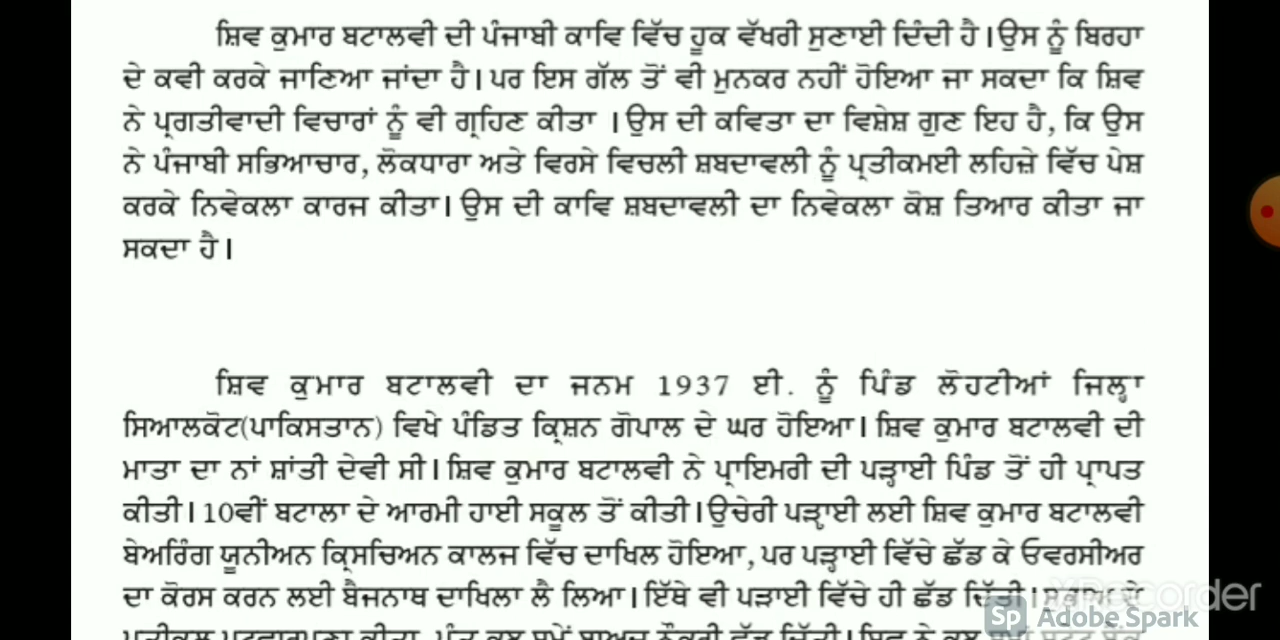 ਸ਼ਿਵ ਕੁਮਾਰ ਬਟਾਲਵੀ ਦੀ ਪੰਜਾਬੀ ਕਾਵਿ ਵਿੱਚ ਹੂਕ ਵੱਖਰੀ ਸੁਣਾਈ ਦਿੰਦੀ ਹੈ। ਉਸ ਨੂੰ ਬਿਰਹਾ
ਦੇ ਕਵੀ ਕਰਕੇ ਜਾਣਿਆ ਜਾਂਦਾ ਹੈ। ਪਰ ਇਸ ਗੱਲ ਤੋਂ ਵੀ ਮੁਨਕਰ ਨਹੀਂ ਹੋਇਆ ਜਾ ਸਕਦਾ ਕਿ ਸ਼ਿਵ
ਨੇ ਪ੍ਰਗਤੀਵਾਦੀ ਵਿਚਾਰਾਂ ਨੂੰ ਵੀ ਗ੍ਰਹਿਣ ਕੀਤਾ । ਉਸ ਦੀ ਕਵਿਤਾ ਦਾ ਵਿਸ਼ੇਸ਼ ਗੁਣ ਇਹ ਹੈ, ਕਿ ਉਸ
ਨੇ ਪੰਜਾਬੀ ਸਭਿਆਚਾਰ, ਲੋਕਧਾਰਾ ਅਤੇ ਵਿਰਸੇ ਵਿਚਲੀ ਸ਼ਬਦਾਵਲੀ ਨੂੰ ਪ੍ਰਤੀਕਮਈ ਲਹਿਜ਼ੇ ਵਿੱਚ ਪੇਸ਼
ਕਰਕੇ ਨਿਵੇਕਲਾ ਕਾਰਜ ਕੀਤਾ। ਉਸ ਦੀ ਕਾਵਿ ਸ਼ਬਦਾਵਲੀ ਦਾ ਨਿਵੇਕਲਾ ਕੋਸ਼ ਤਿਆਰ ਕੀਤਾ ਜਾ
ਸਕਦਾ ਹੈ।
ਸ਼ਿਵ ਕੁਮਾਰ ਬਟਾਲਵੀ ਦਾ ਜਨਮ 1937 ਈ. ਨੂੰ ਪਿੰਡ ਲੋਹਟੀਆਂ ਜਿਲ੍ਹਾ
ਸਿਆਲਕੋਟ(ਪਾਕਿਸਤਾਨ) ਵਿਖੇ ਪੰਡਿਤ ਕ੍ਰਿਸ਼ਨ ਗੋਪਾਲ ਦੇ ਘਰ ਹੋਇਆ। ਸ਼ਿਵ ਕੁਮਾਰ ਬਟਾਲਵੀ ਦੀ
ਮਾਤਾ ਦਾ ਨਾਂ ਸ਼ਾਂਤੀ ਦੇਵੀ ਸੀ। ਸ਼ਿਵ ਕੁਮਾਰ ਬਟਾਲਵੀ ਨੇ ਪ੍ਰਾਇਮਰੀ ਦੀ ਪੜ੍ਹਾਈ ਪਿੰਡ ਤੋਂ ਹੀ ਪ੍ਰਾਪਤ
ਕੀਤੀ। 10ਵੀਂ ਬਟਾਲਾ ਦੇ ਆਰਮੀ ਹਾਈ ਸਕੂਲ ਤੋਂ ਕੀਤੀ। ਉਚੇਰੀ ਪੜ੍ਹਾਈ ਲਈ ਸ਼ਿਵ ਕੁਮਾਰ ਬਟਾਲਵੀ
ਬੇਅਰਿੰਗ ਯੂਨੀਅਨ ਕ੍ਰਿਸਚਿਅਨ ਕਾਲਜ ਵਿੱਚ ਦਾਖਿਲ ਹੋਇਆ, ਪਰ ਪੜ੍ਹਾਈ ਵਿੱਚੇ ਛੱਡ ਕੇ ਓਵਰਸੀਅਰ
ਦਾ ਕੋਰਸ ਕਰਨ ਲਈ ਬੈਜਨਾਥ ਦਾਖਿਲਾ ਲੈ ਲਿਆ। ਇੱਥੇ ਵੀ ਪੜਾਈ ਵਿੱਚੇ ਹੀ ਛੱਡ ਦਿੱਤੀ।
XRecorder
Sp Adobe Spark